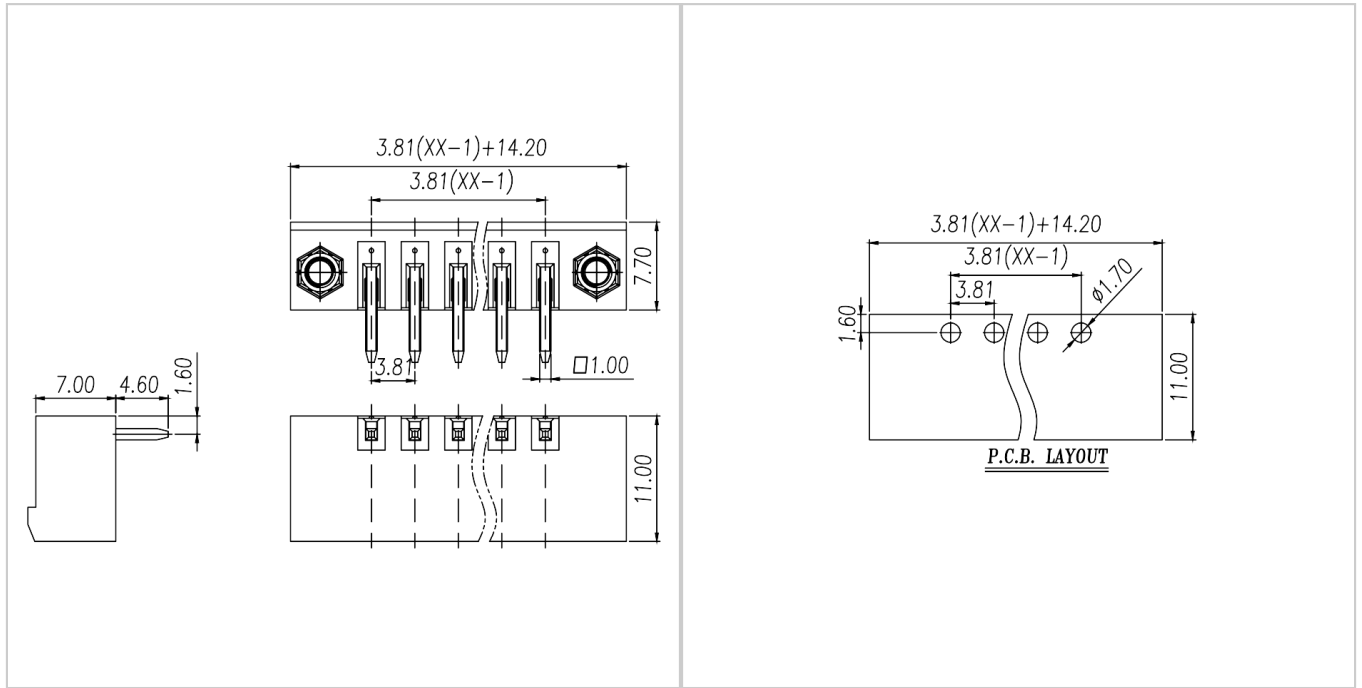 3.81(XX-1)+14.20
3.81(XX-1)
7.70
3.81
□1.00
7.00
4.60
1.60
11.00
3.81(XX-1)+14.20
3.81(XX-1)
3.81
ø1.70
1.60
11.00
P.C.B. LAYOUT